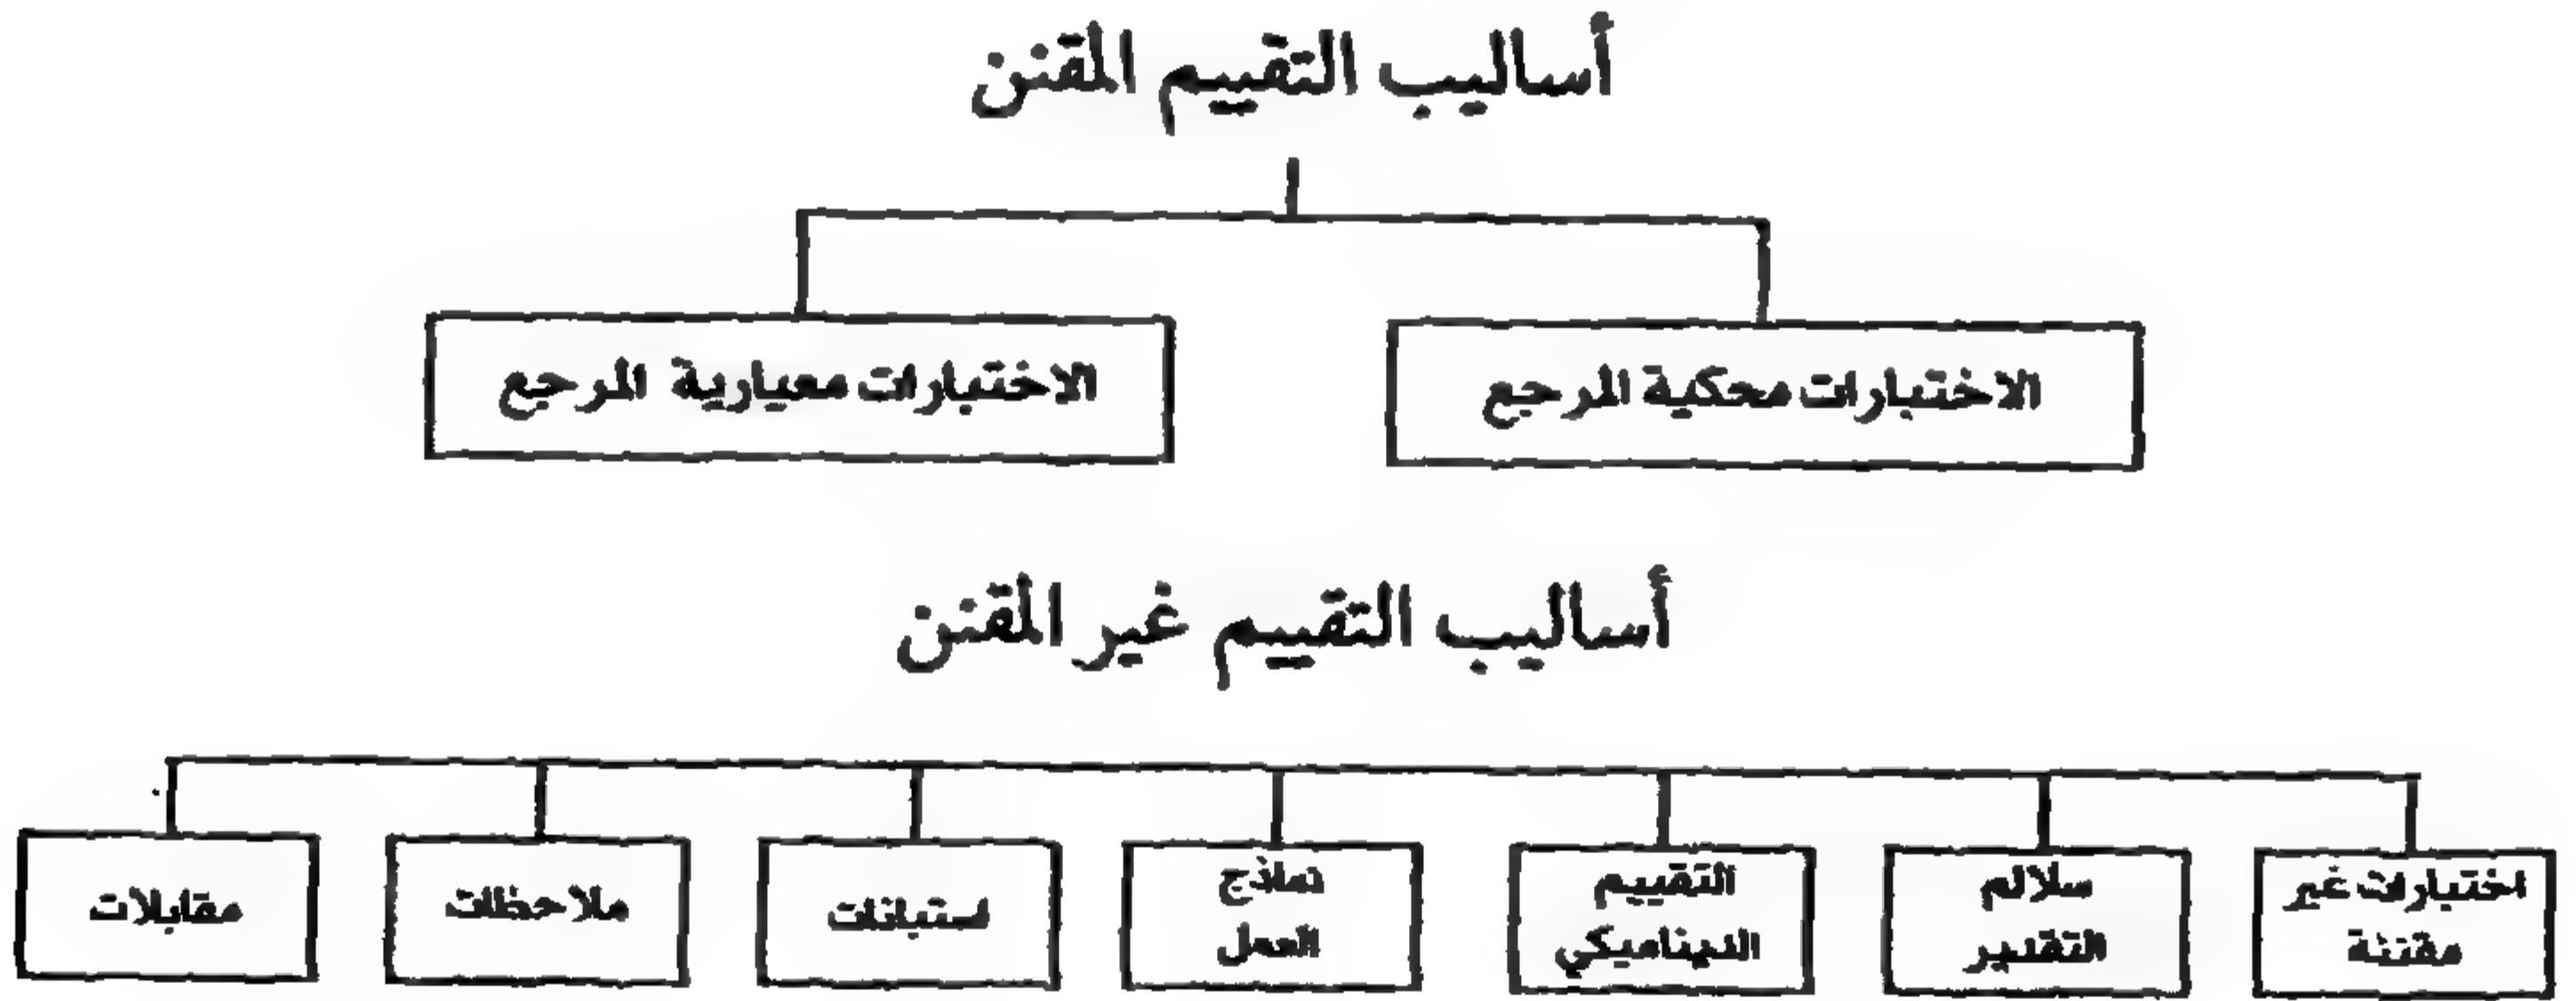 أساليب التقييم المقنن
الاختبارات محكية المرجع
الاختبارات معيارية المرجع
أساليب التقييم غير المقنن
اختبارات غير
مقننة
سلالم
التقدير
التقييم
الديناميكي
نماذج
العمل
استبانات
ملاحظات
مقابلات